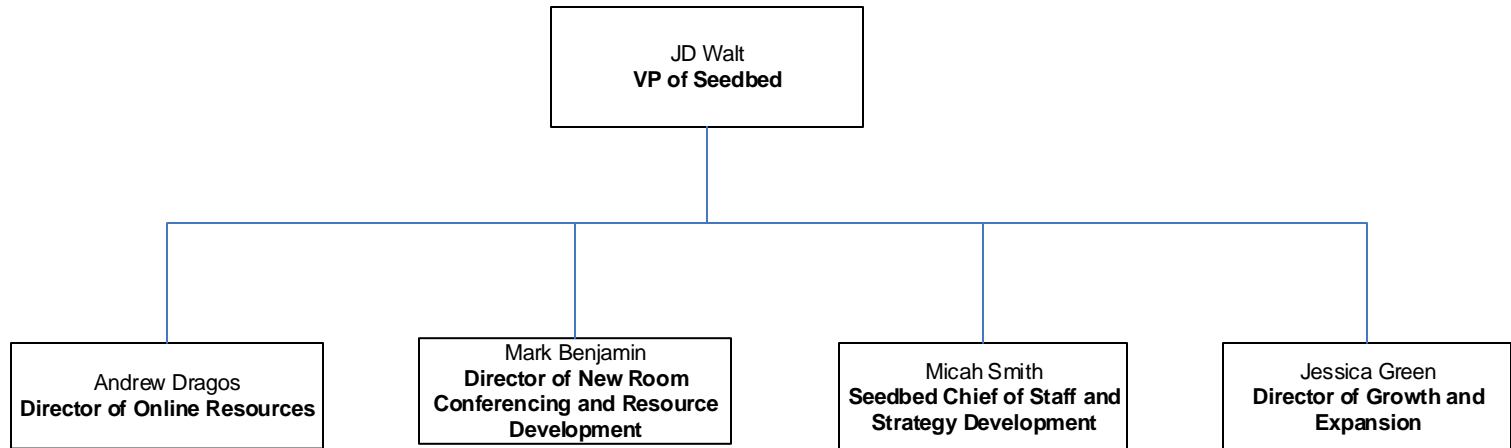 JD Walt
VP of Seedbed
Andrew Dragos
Director of Online Resources
Mark Benjamin
Director of New Room
Conferencing and Resource
Development
Micah Smith
Seedbed Chief of Staff and
Strategy Development
Jessica Green
Director of Growth and
Expansion